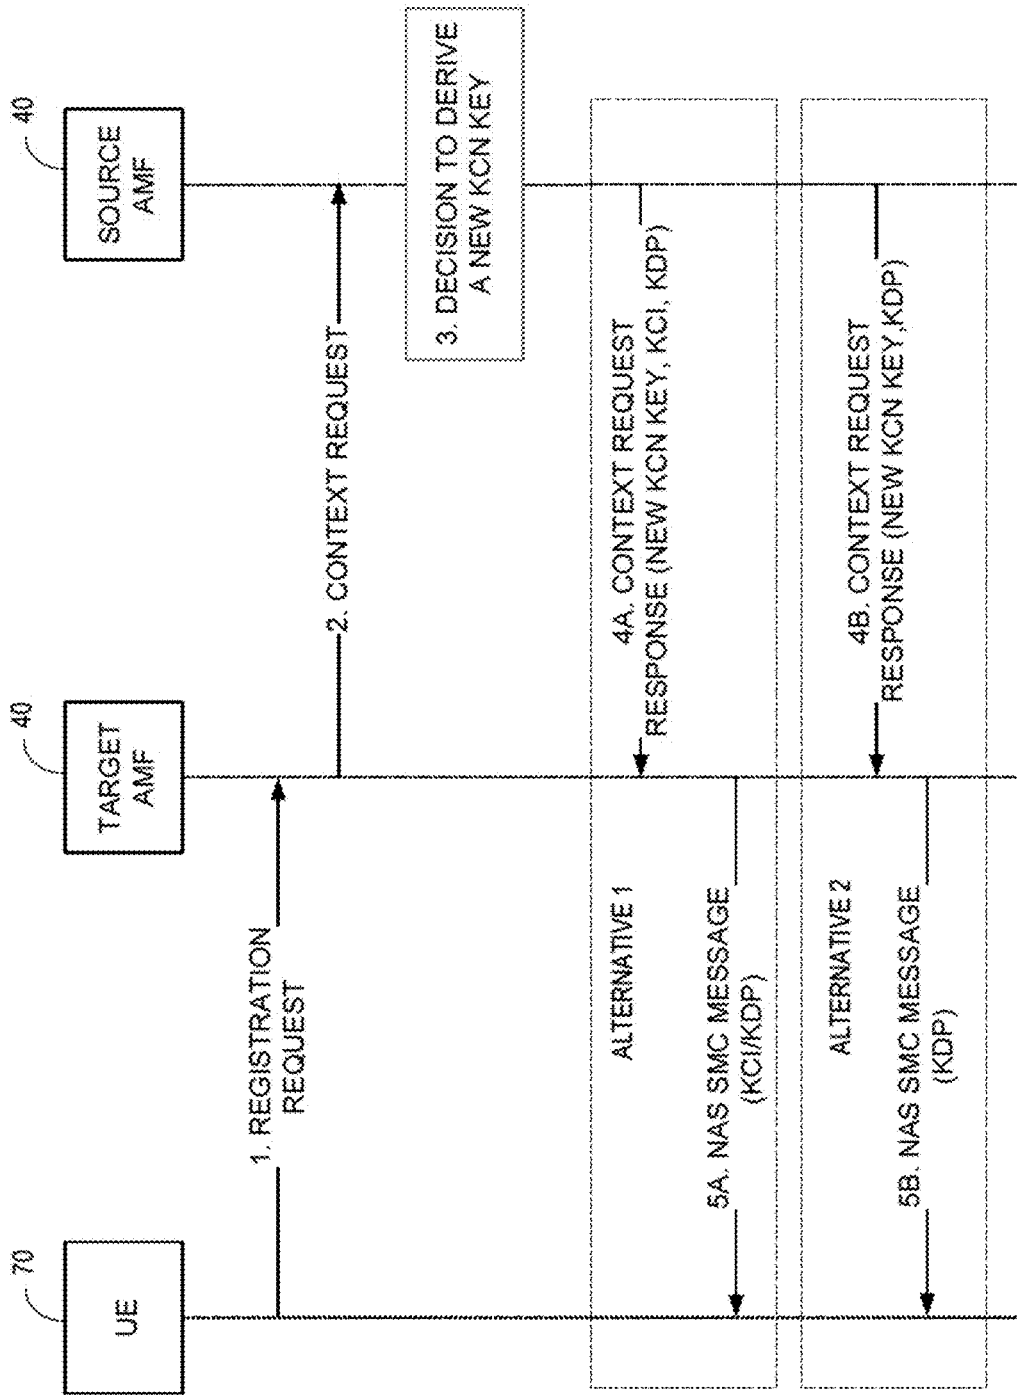 70
UE
40
TARGET
AMF
40
SOURCE
AMF
1. REGISTRATION
REQUEST
2. CONTEXT REQUEST
3. DECISION TO DERIVE
A NEW KCN KEY
ALTERNATIVE 1
4A. CONTEXT REQUEST
RESPONSE (NEW KCN KEY, KCI, KDP)
5A. NAS SMC MESSAGE
(KCI/KDP)
ALTERNATIVE 2
4B. CONTEXT REQUEST
RESPONSE (NEW KCN KEY,KDP)
5B. NAS SMC MESSAGE
(KDP)